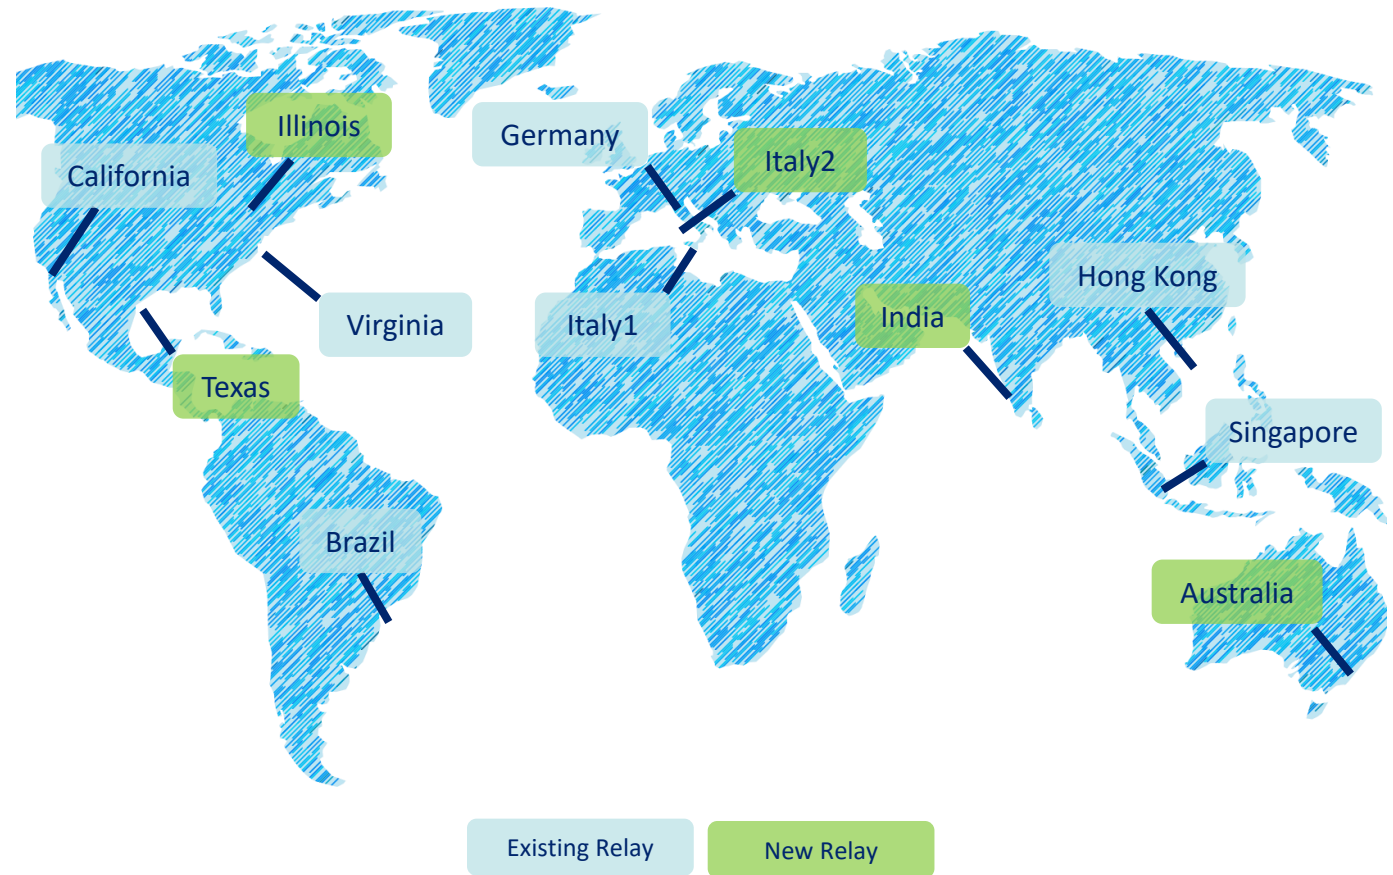 Illinois
Germany
Italy2
California
Hong Kong
India
Virginia
Italy1
Texas
Singapore
Brazil
Australia
Existing Relay
New Relay